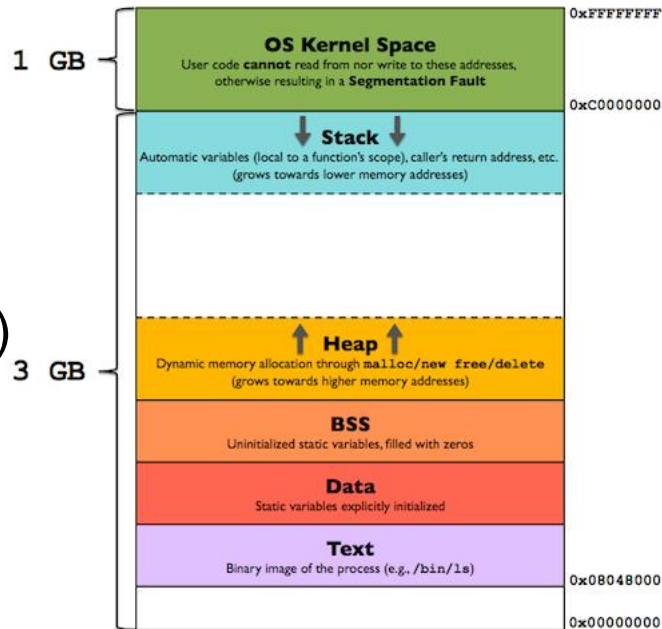 0xFFFFFFFF
OS Kernel Space
1 GB
User code cannot read from nor write to these addresses,
otherwise resulting in a Segmentation Fault
0xC0000000
Stack
Automatic variables (local to a function's scope), caller's return address, etc.
(grows towards lower memory addresses)
)
Heap
3 GB
Dynamic memory allocation through malloc/new free/delete
(grows towards higher memory addresses)
BSS
Uninitialized static variables, filled with zeros
Data
Static variables explicitly initialized
Text
Binary image of the process (e.g., /bin/ls)
0x08048000
0x00000000